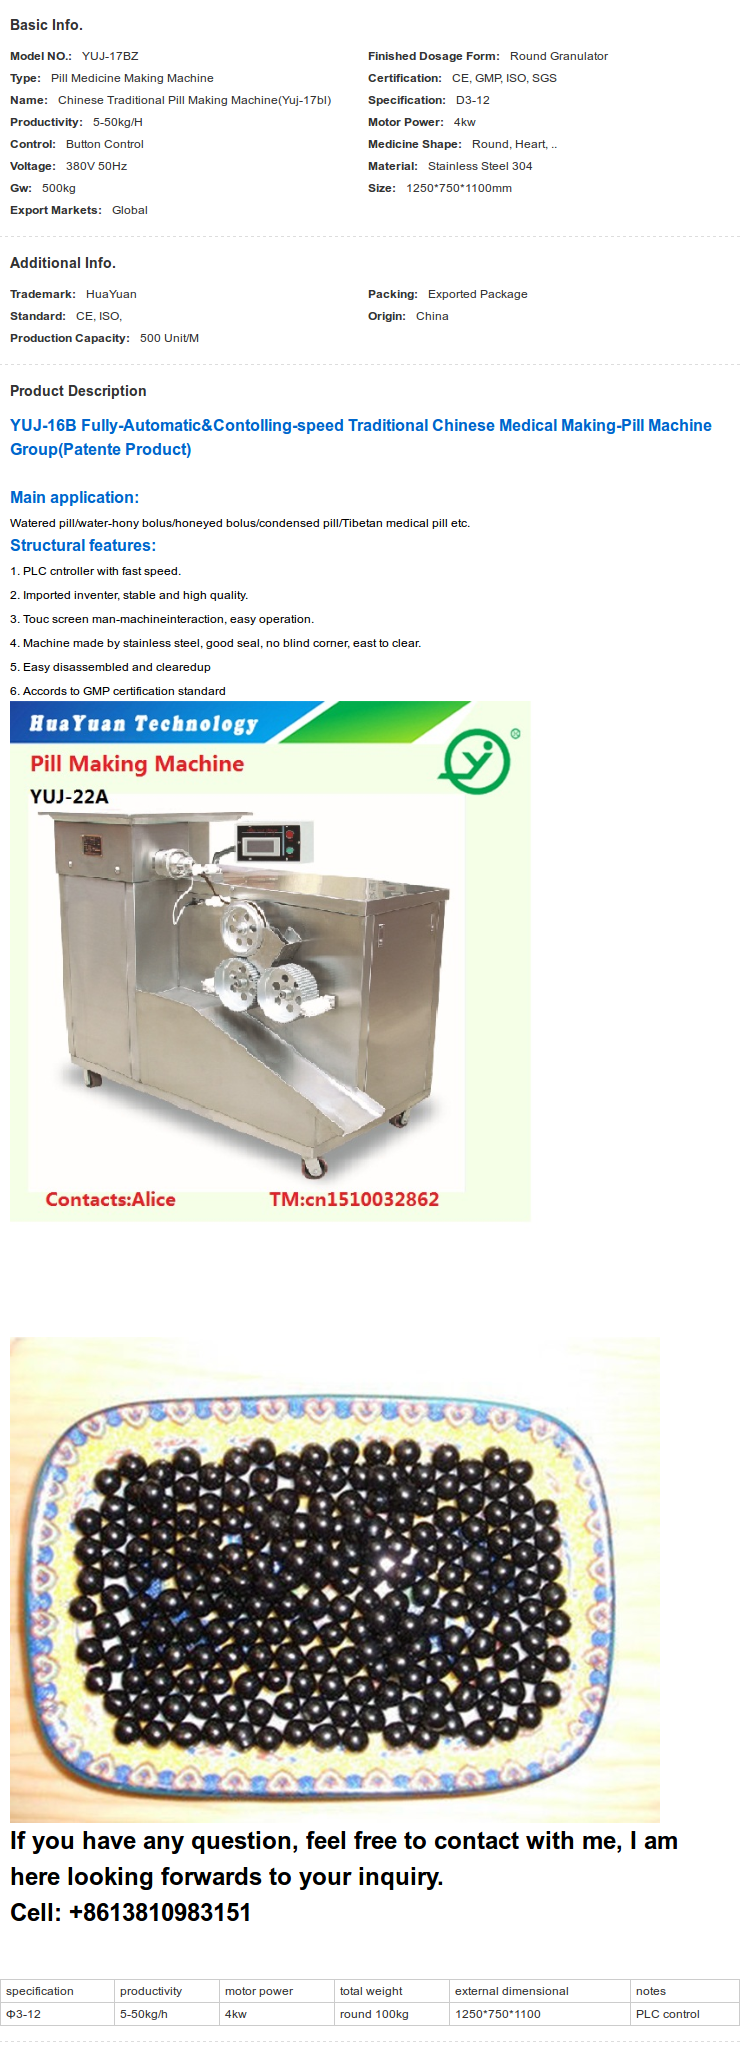 Basic Info.
Model NO.: YUJ-17BZ
Finished Dosage Form: Round Granulator
Type: Pill Medicine Making Machine
Certification: CE, GMP, ISO, SGS
Name: Chinese Traditional Pill Making Machine(Yuj-17bl)
Specification: D3-12
Productivity: 5-50kg/H
Motor Power: 4kw
Control: Button Control
Medicine Shape: Round, Heart, ..
Voltage: 380V 50Hz
Material: Stainless Steel 304
Gw: 500kg
Size: 1250*750*1100mm
Export Markets: Global
Additional Info.
Trademark: HuaYuan
Packing: Exported Package
Standard: CE, ISO,
Origin: China
Production Capacity: 500 Unit/M
Product Description
YUJ-16B Fully-Automatic&Contolling-speed Traditional Chinese Medical Making-Pill Machine
Group(Patente Product)
Main application:
Watered pill/water-hony bolus/honeyed bolus/condensed pill/Tibetan medical pill etc.
Structural features:
1. PLC cntroller with fast speed.
2. Imported inventer, stable and high quality.
3. Touc screen man-machineinteraction, easy operation.
4. Machine made by stainless steel, good seal, no blind corner, east to clear.
5. Easy disassembled and clearedup
6. Accords to GMP certification standard
HuaYuan Technology
Pill Making Machine
YUJ-22A
Contacts:Alice
TM:cn1510032862
If you have any question, feel free to contact with me, I am
here looking forwards to your inquiry.
Cell: +8613810983151
specification productivity motor power total weight external dimensional notes
Φ3-12 5-50kg/h 4kw round 100kg 1250*750*1100 PLC control